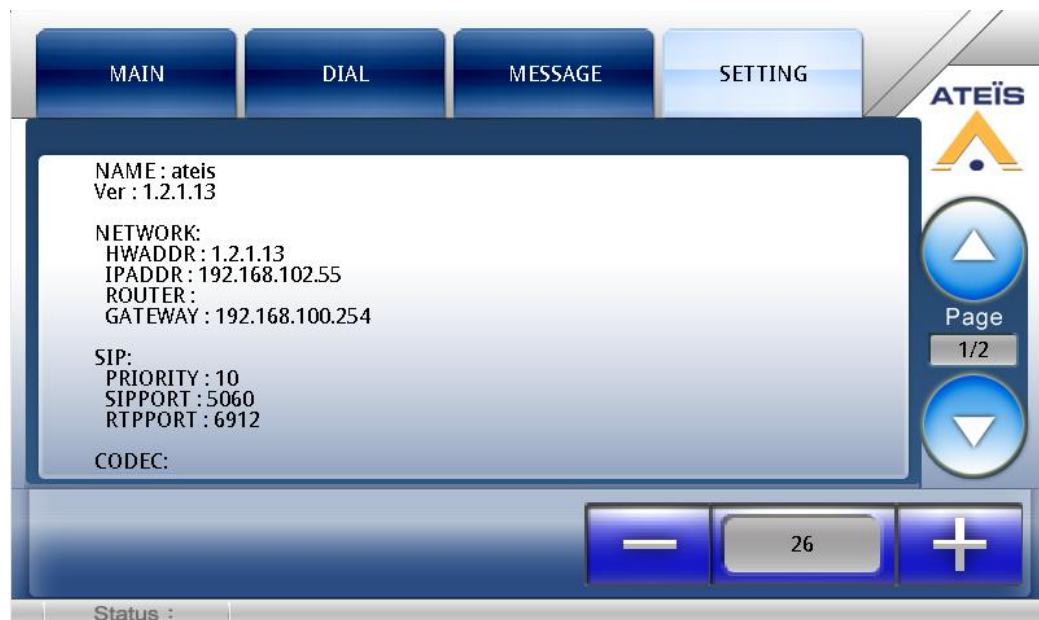 MAIN
DIAL
MESSAGE
SETTING
ATEÏS
NAME : ateis
Ver : 1.2.1.13
NETWORK:
HWADDR : 1.2.1.13
IPADDR : 192.168.102.55
ROUTER :
GATEWAY : 192.168.100.254
SIP:
PRIORITY : 10
SIPPORT : 5060
RTPPORT : 6912
CODEC:
Page
1/2
26
Status :